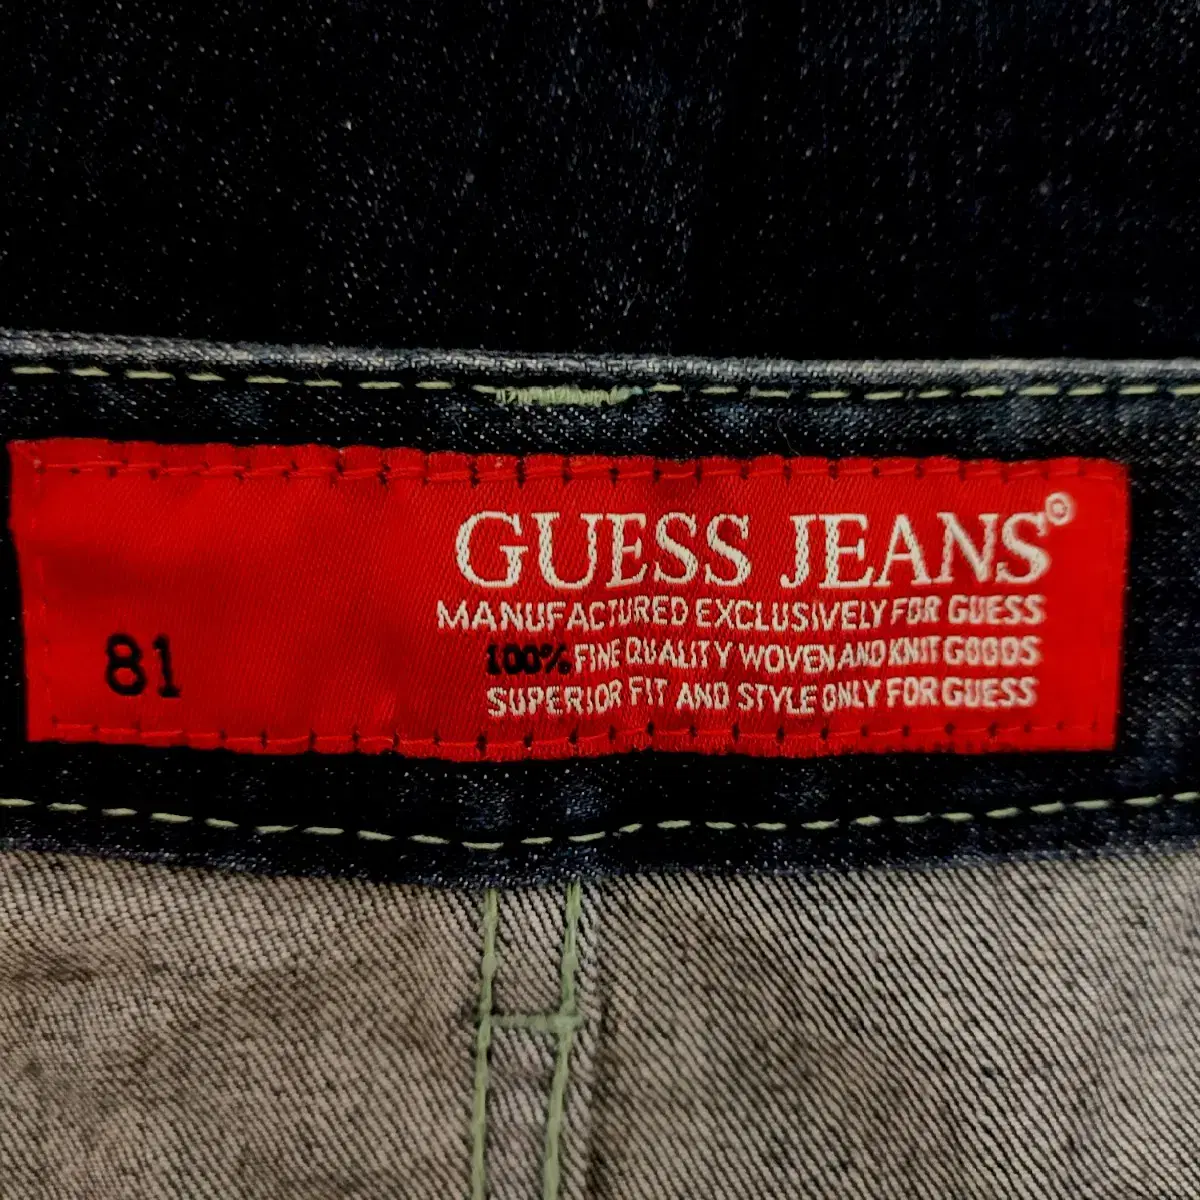 GUESS JEANS®
MANUFACTURED EXCLUSIVELY FOR GUESS
100% FINE QUALITY WOVEN AND KNIT GOODS
SUPERIOR FIT AND STYLE ONLY FOR GUESS
81